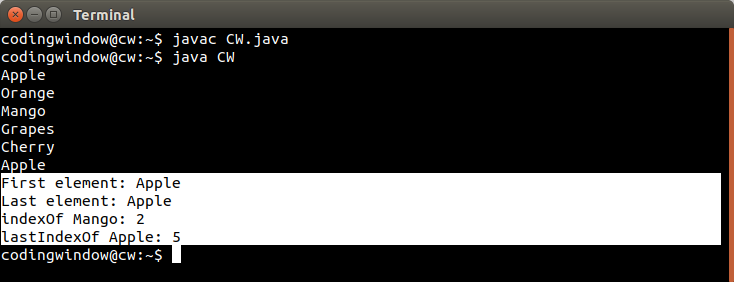 Terminal
codingwindow@cw:~$ javac CW.java
codingwindow@cw:~$ java CW
Apple
Orange
Mango
Grapes
Cherry
Apple
First element: Apple
Last element: Apple
indexOf Mango: 2
lastIndexOf Apple: 5
codingwindow@cw:~$